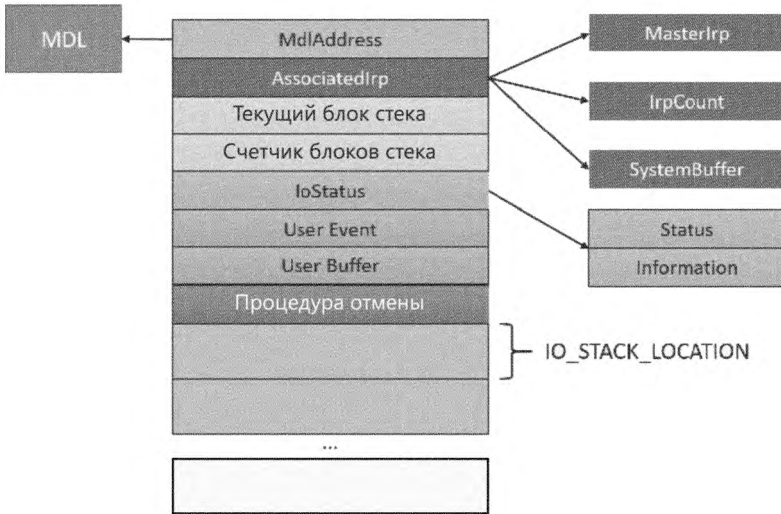 MDL
MdlAddress
MasterIrp
AssociatedIrp
Текущий блок стека
IrpCount
Счетчик блоков стека
SystemBuffer
IoStatus
User Event
Status
User Buffer
Information
Процедура отмены
IO_STACK_LOCATION
...